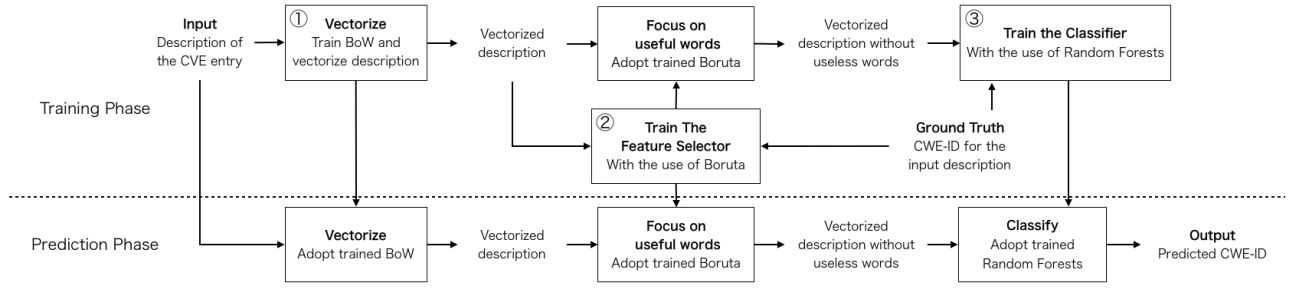 Input
Description of
the CVE entry
①
Vectorize
Train BoW and
vectorize description
Vectorized
description
Focus on
useful words
Adopt trained Boruta
Vectorized
description without
useless words
③
Train the Classifier
With the use of Random Forests
Training Phase
②
Train The
Feature Selector
With the use of Boruta
Ground Truth
CWE-ID for the
input description
Prediction Phase
Vectorize
Adopt trained BoW
Vectorized
description
Focus on
useful words
Adopt trained Boruta
Vectorized
description without
useless words
Classify
Adopt trained
Random Forests
Output
Predicted CWE-ID